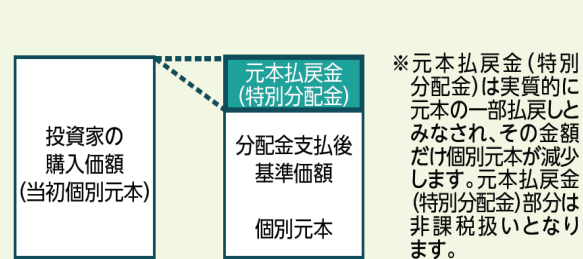 投資家の
購入価額
(当初個別元本)
元本払戻金
(特別分配金)
分配金支払後
基準価額
個別元本
※元本払戻金(特別
分配金)は実質的に
元本の一部払戻しと
みなされ、その金額
だけ個別元本が減少
します。元本払戻金
(特別分配金)部分は
非課税扱いとなり
ます。